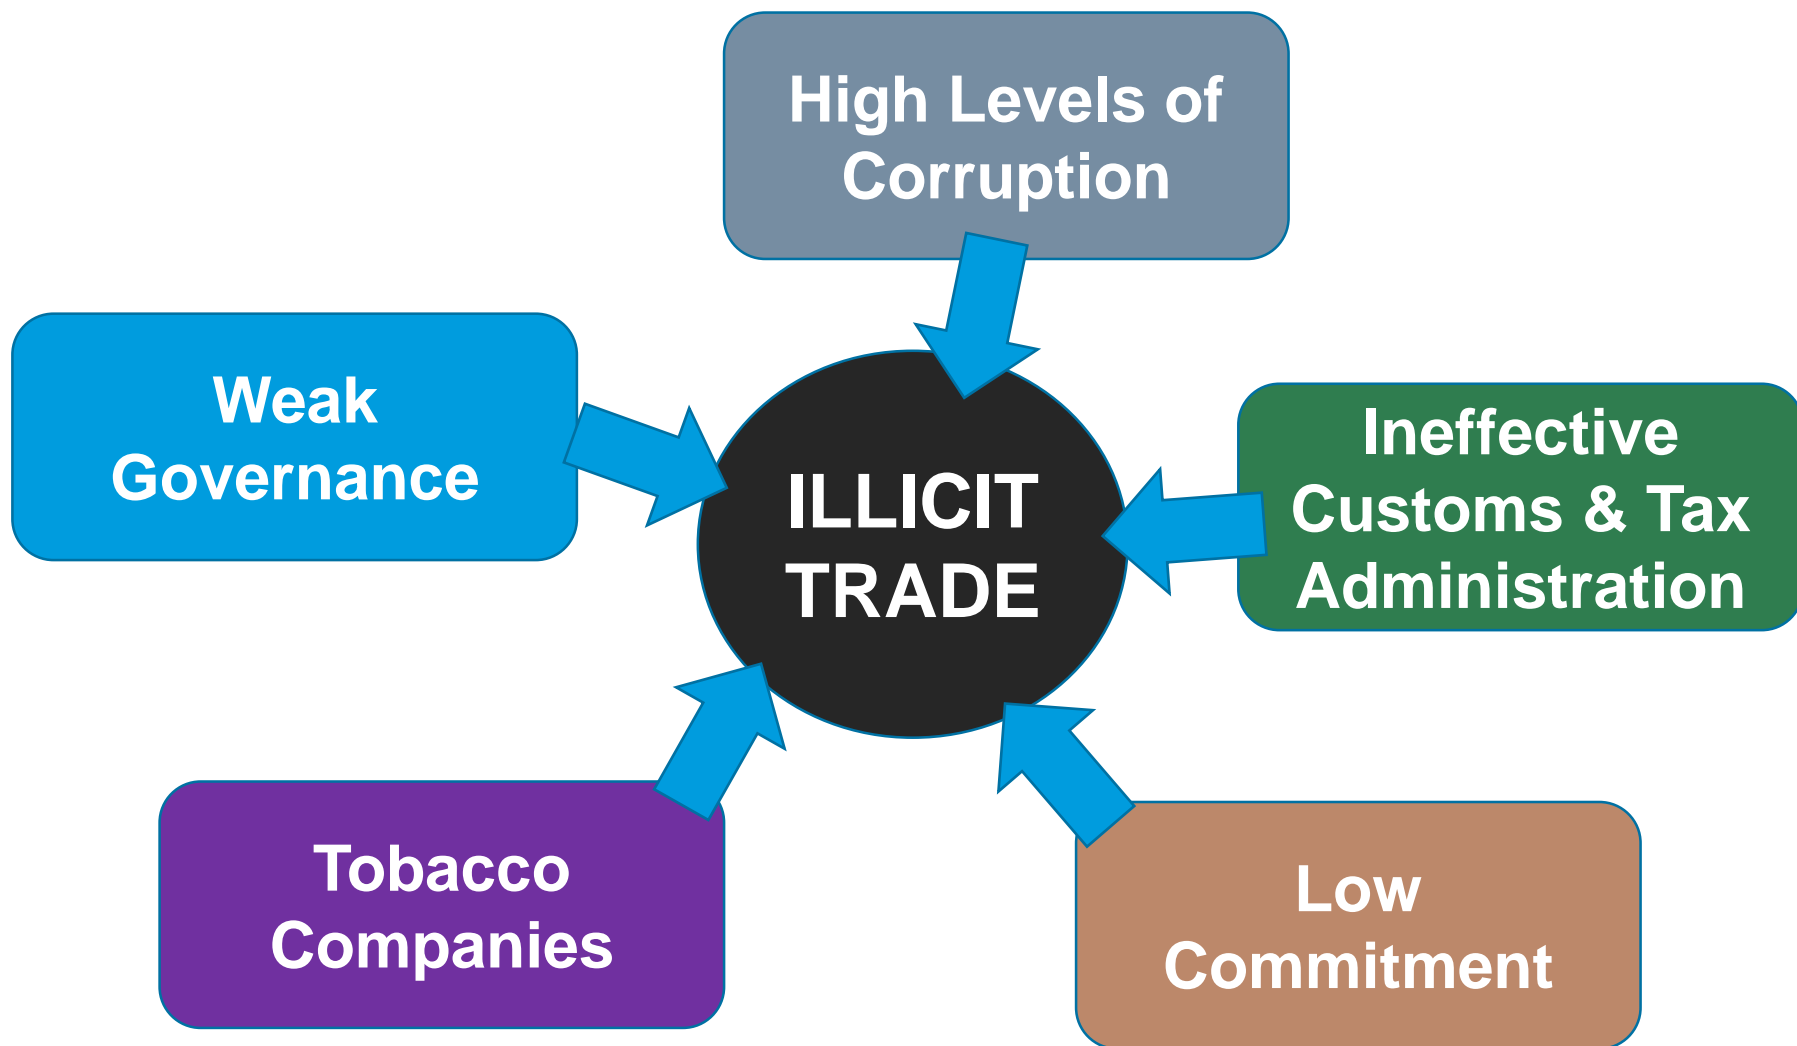 High Levels of
Corruption
Weak
Governance
ILLICIT
TRADE
Ineffective
Customs & Tax
Administration
Tobacco
Companies
Low
Commitment